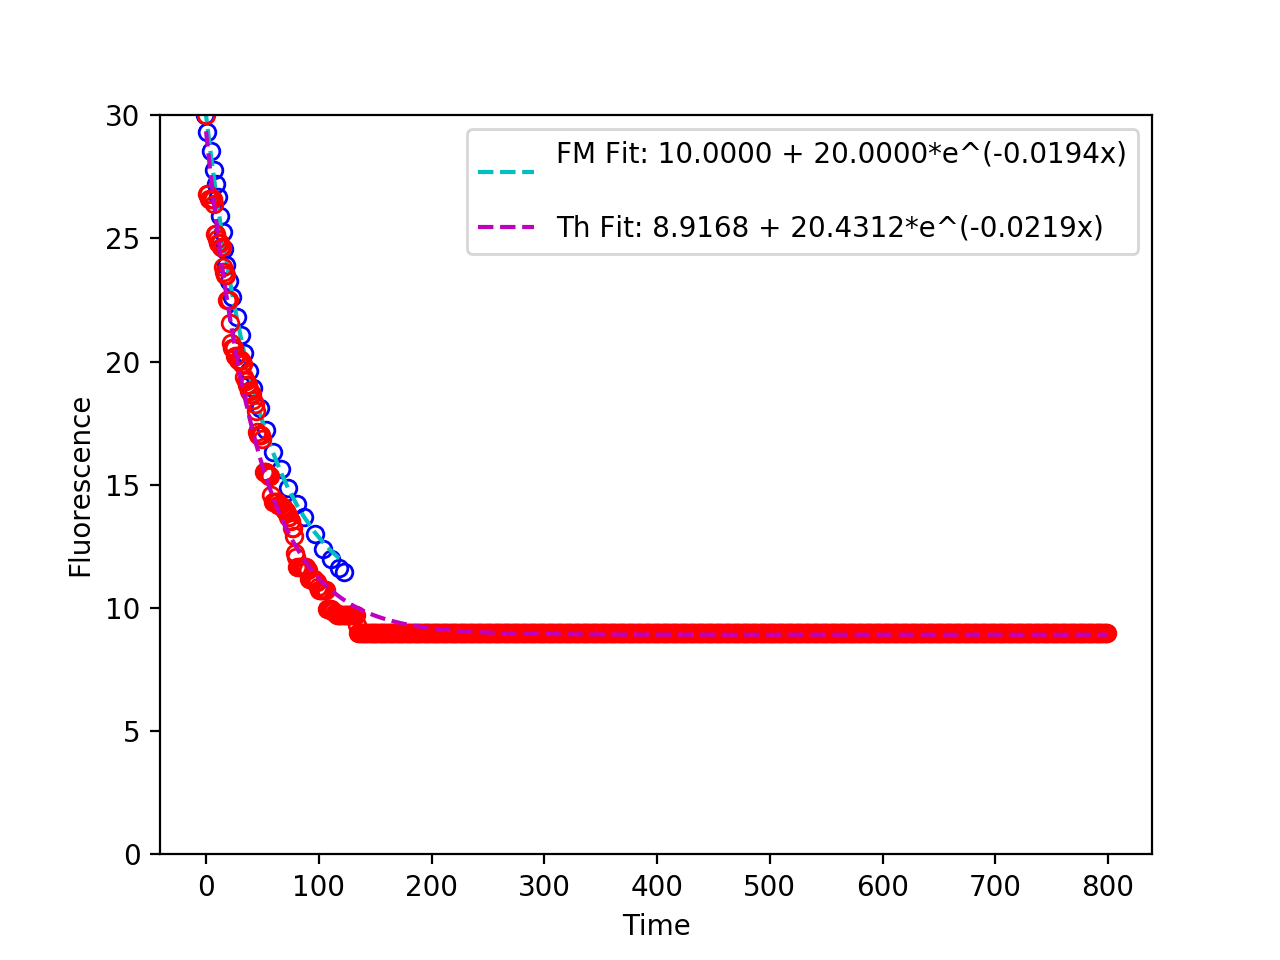 30
25
20
15
10
5
0
Fluorescence
FM Fit: 10.0000 + 20.0000*e^(-0.0194x)
Th Fit: 8.9168 + 20.4312*e^(-0.0219x)
0 100 200 300 400 500 600 700 800
Time